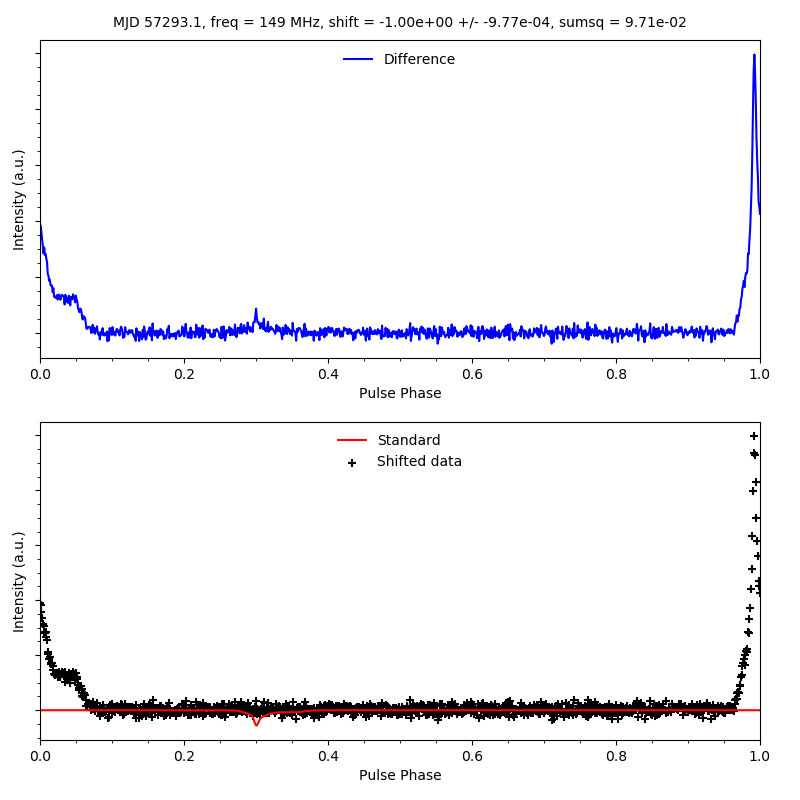 MJD 57293.1, freq = 149 MHz, shift = -1.00e+00 +/- -9.77e-04, sumsq = 9.71e-02
Difference
Intensity (a.u.)
0.0 0.2 0.4 0.6 0.8 1.0
Pulse Phase
Standard
Shifted data
Intensity (a.u.)
0.0 0.2 0.4 0.6 0.8 1.0
Pulse Phase